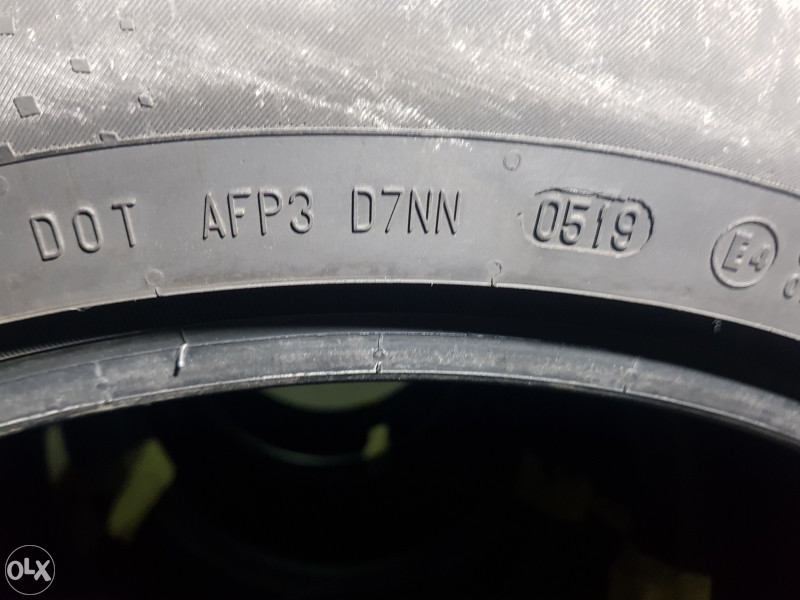 DOT AFP3 D7NN 0519 E4
OLX